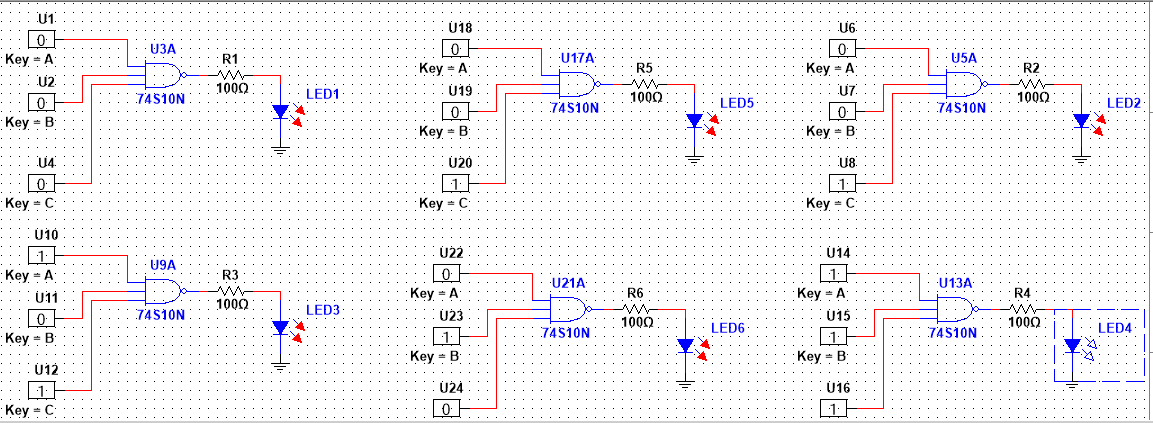 U1
0
Key = A
U2
0
Key = B
U4
0
Key = C
U3A
74S10N
R1
100Ω
LED1
U18
0
Key = A
U19
0
Key = B
U20
1
Key = C
U17A
74S10N
R5
100Ω
LED5
U6
0
Key = A
U7
0
Key = B
U8
1
Key = C
U5A
74S10N
R2
100Ω
LED2
U10
1
Key = A
U11
0
Key = B
U12
1
Key = C
U9A
74S10N
R3
100Ω
LED3
U22
0
Key = A
U23
1
Key = B
U24
0
U21A
74S10N
R6
100Ω
LED6
U14
1
Key = A
U15
1
Key = B
U16
1
U13A
74S10N
R4
100Ω
LED4